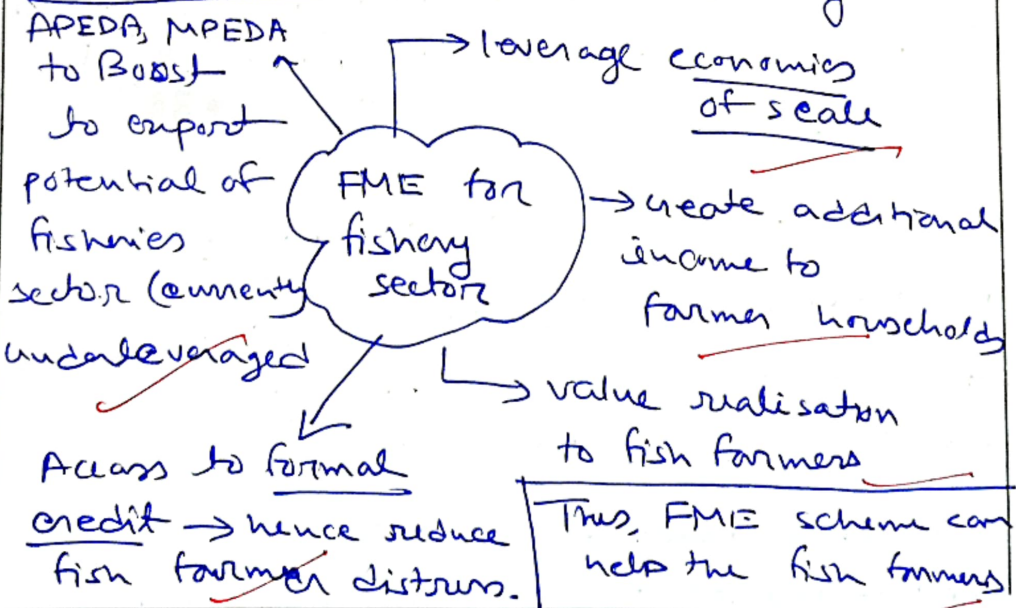 APEDA, MPEDA
to Boost
to export
potential of
fisheries
sector (currently
underleveraged
leverage economies
of scale
FME for
fishery
sector
→ create additional
income to
farmer households
value realisation
to fish farmers
Access to formal
credit → hence reduce
fish farmer distress.
Thus, FME scheme can
help the fish farmers